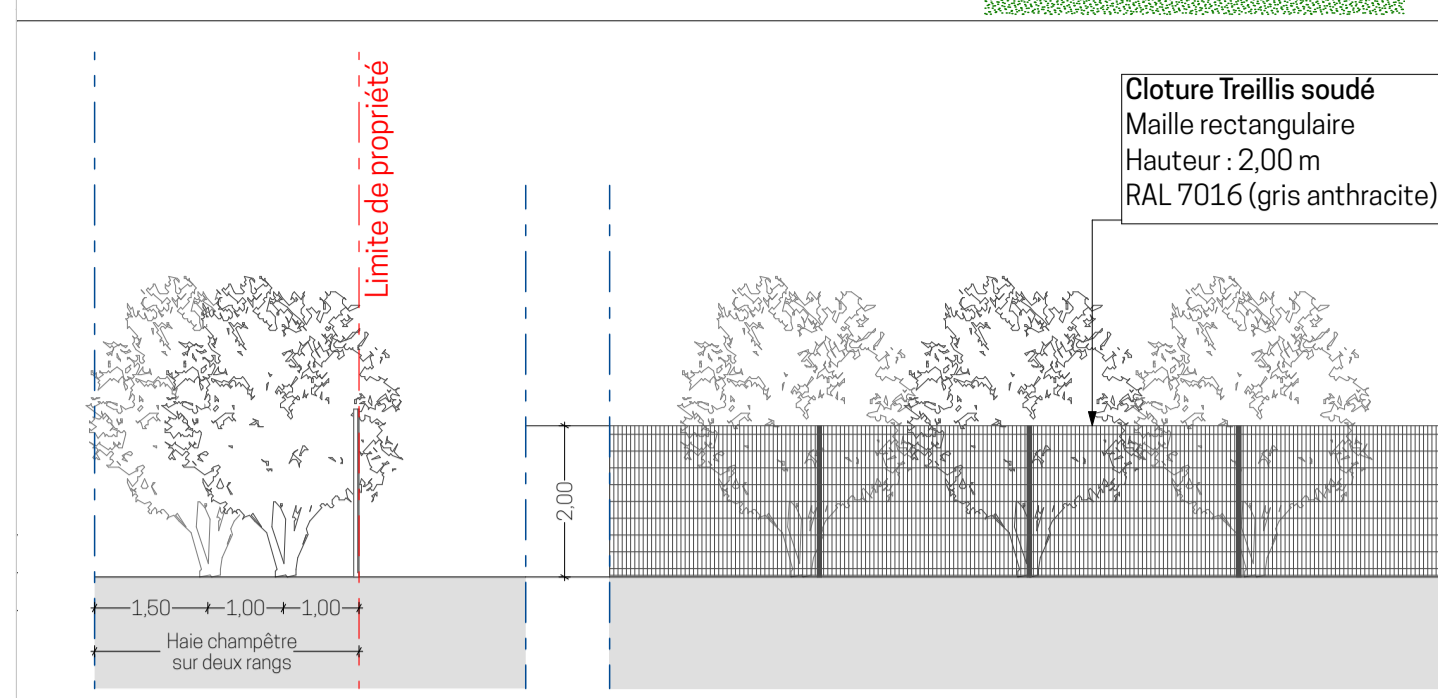 Limite de propriété
Cloture Treillis soudé
Maille rectangulaire
Hauteur : 2,00 m
RAL 7016 (gris anthracite)
2,00
1,50 1,00 1,00
Haie champêtre
sur deux rangs